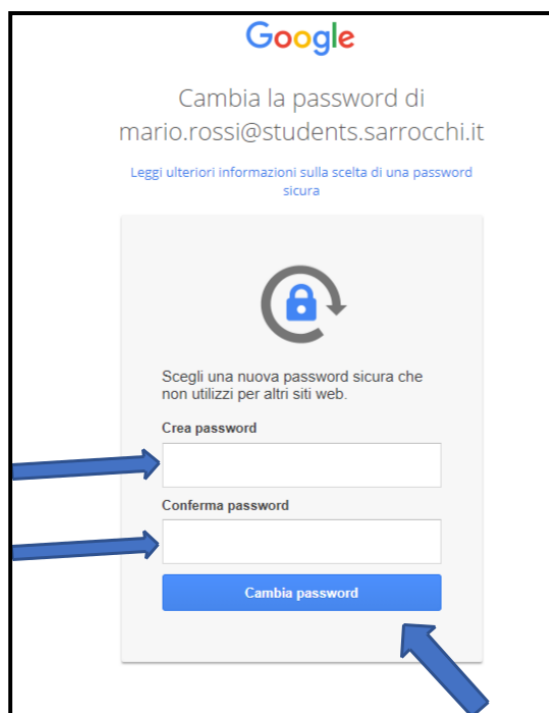 Google
Cambia la password di
mario.rossi@students.sarrocchi.it
Leggi ulteriori informazioni sulla scelta di una password
sicura
Scegli una nuova password sicura che
non utilizzi per altri siti web.
Crea password
Conferma password
Cambia password